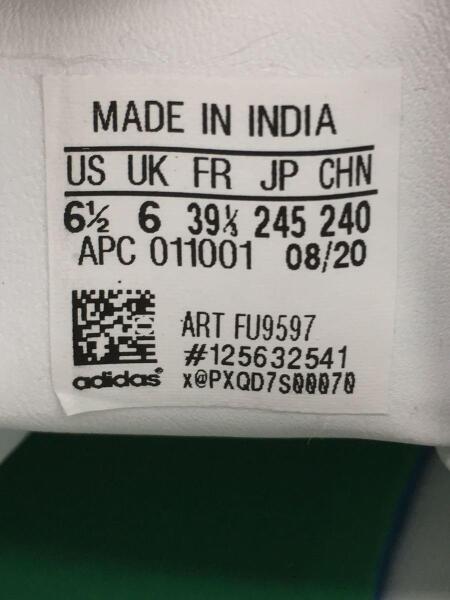 MADE IN INDIA
US UK FR JP CHN
6½ 6 39⅓ 245 240
APC 011001 08/20
ART FU9597
#125632541
adidas® x@PXQD7S00070